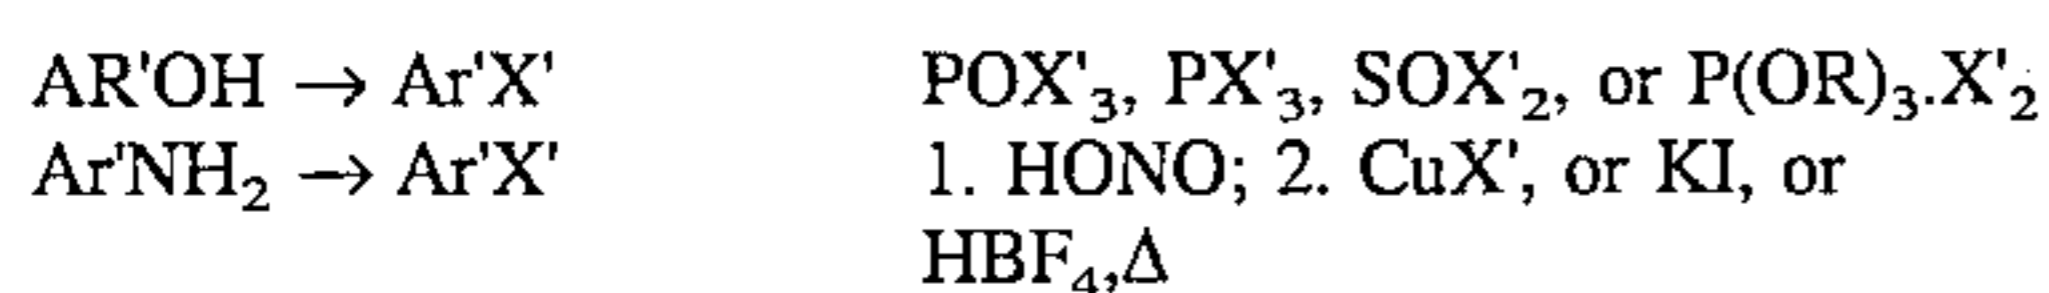 AR'OH → Ar'X' POX'₃, PX'₃, SOX'₂, or P(OR)₃.X'₂
Ar'NH₂ → Ar'X' 1. HONO; 2. CuX', or KI, or
HBF₄,Δ